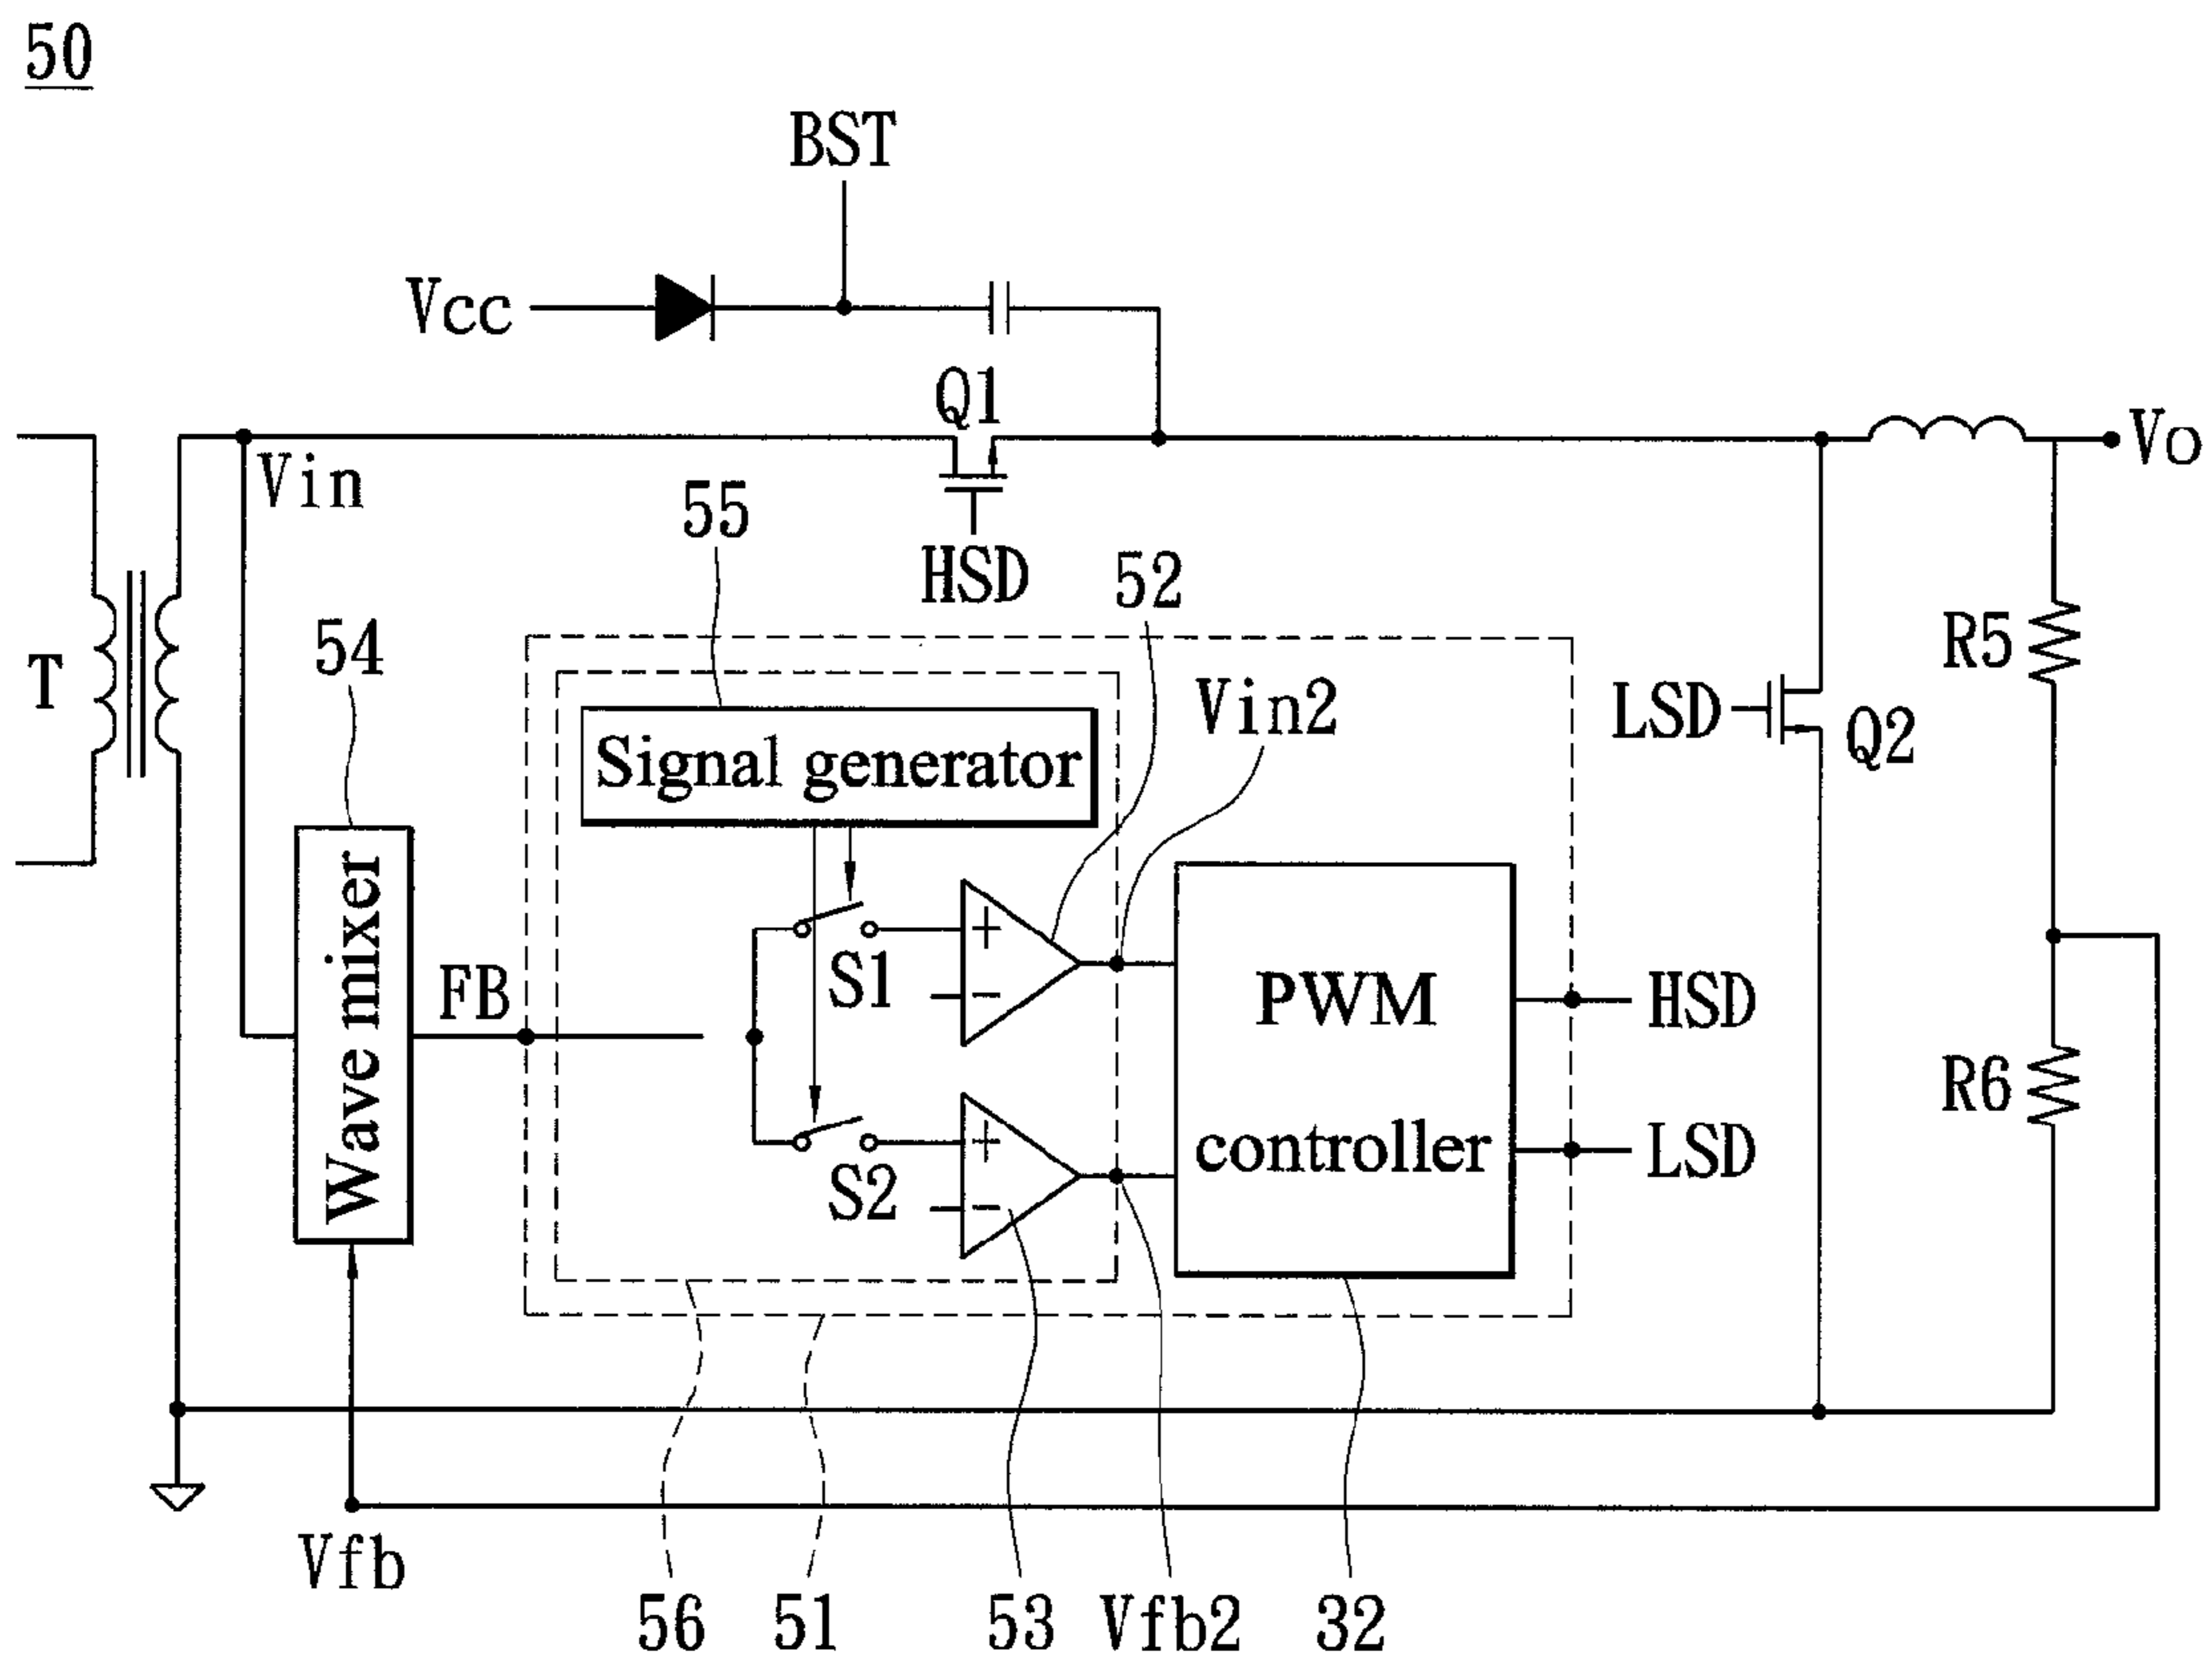 50
BST
Vcc
Q1
Vo
Vin
55
HSD
52
54
R5
T
Vin2
LSD
Q2
Signal generator
Wave mixer
+
-
S1
FB
PWM
controller
HSD
R6
LSD
+
-
S2
Vfb
56
51
53
Vfb2
32